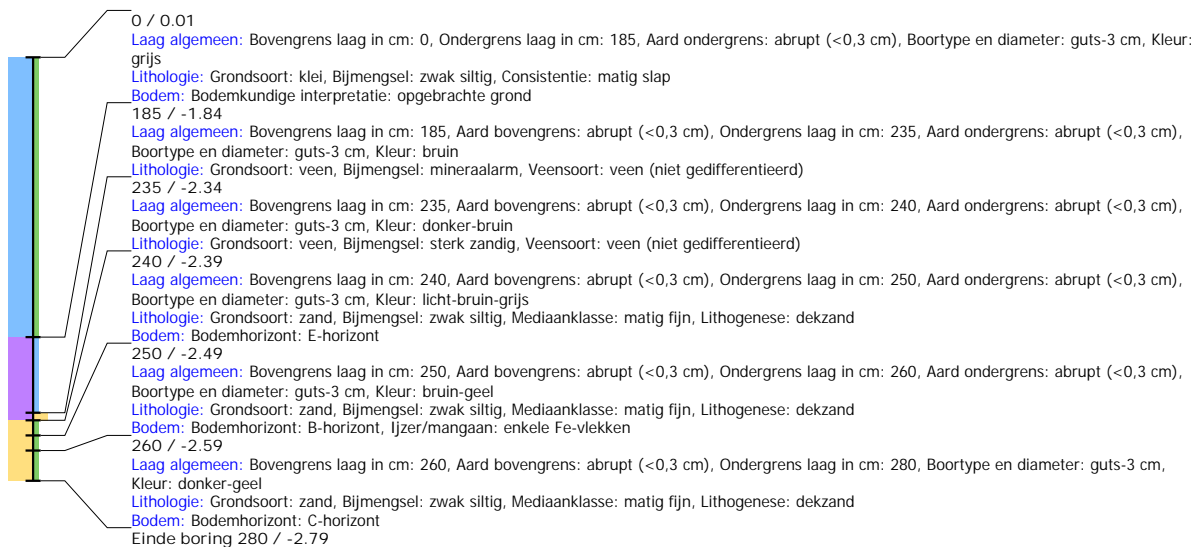 0 / 0.01
Laag algemeen: Bovengrens laag in cm: 0, Ondergrens laag in cm: 185, Aard ondergrens: abrupt (<0,3 cm), Boortype en diameter: guts-3 cm, Kleur:
grijs
Lithologie: Grondsoort: klei, Bijmengsel: zwak siltig, Consistentie: matig slap
Bodem: Bodemkundige interpretatie: opgebrachte grond
185 / -1.84
Laag algemeen: Bovengrens laag in cm: 185, Aard bovengrens: abrupt (<0,3 cm), Ondergrens laag in cm: 235, Aard ondergrens: abrupt (<0,3 cm),
Boortype en diameter: guts-3 cm, Kleur: bruin
Lithologie: Grondsoort: veen, Bijmengsel: mineraalarm, Veensoort: veen (niet gedifferentieerd)
235 / -2.34
Laag algemeen: Bovengrens laag in cm: 235, Aard bovengrens: abrupt (<0,3 cm), Ondergrens laag in cm: 240, Aard ondergrens: abrupt (<0,3 cm),
Boortype en diameter: guts-3 cm, Kleur: donker-bruin
Lithologie: Grondsoort: veen, Bijmengsel: sterk zandig, Veensoort: veen (niet gedifferentieerd)
240 / -2.39
Laag algemeen: Bovengrens laag in cm: 240, Aard bovengrens: abrupt (<0,3 cm), Ondergrens laag in cm: 250, Aard ondergrens: abrupt (<0,3 cm),
Boortype en diameter: guts-3 cm, Kleur: licht-bruin-grijs
Lithologie: Grondsoort: zand, Bijmengsel: zwak siltig, Mediaanklasse: matig fijn, Lithogenese: dekzand
Bodem: Bodemhorizont: E-horizont
250 / -2.49
Laag algemeen: Bovengrens laag in cm: 250, Aard bovengrens: abrupt (<0,3 cm), Ondergrens laag in cm: 260, Aard ondergrens: abrupt (<0,3 cm),
Boortype en diameter: guts-3 cm, Kleur: bruin-geel
Lithologie: Grondsoort: zand, Bijmengsel: zwak siltig, Mediaanklasse: matig fijn, Lithogenese: dekzand
Bodem: Bodemhorizont: B-horizont, Ijzer/mangaan: enkele Fe-vlekken
260 / -2.59
Laag algemeen: Bovengrens laag in cm: 260, Aard bovengrens: abrupt (<0,3 cm), Ondergrens laag in cm: 280, Boortype en diameter: guts-3 cm,
Kleur: donker-geel
Lithologie: Grondsoort: zand, Bijmengsel: zwak siltig, Mediaanklasse: matig fijn, Lithogenese: dekzand
Bodem: Bodemhorizont: C-horizont
Einde boring 280 / -2.79